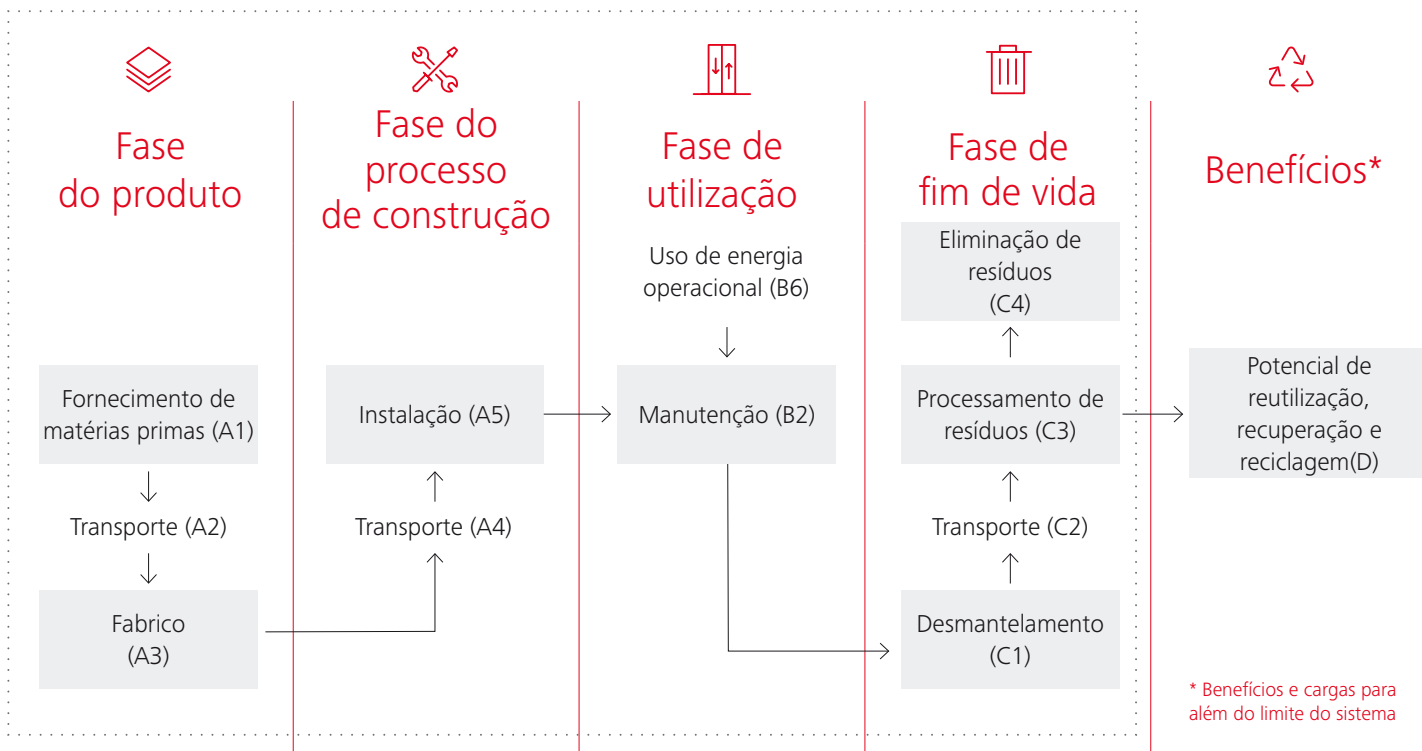 Fase
do produto
Fornecimento de
matérias primas (A1)
Transporte (A2)
Fabrico
(A3)
Fase do
processo
de construção
Instalação (A5)
Transporte (A4)
Fase de
utilização
Uso de energia
operacional (B6)
Manutenção (B2)
Fase de
fim de vida
Eliminação de
resíduos
(C4)
Processamento de
resíduos (C3)
Transporte (C2)
Desmantelamento
(C1)
Benefícios*
Potencial de
reutilização,
recuperação e
reciclagem(D)
* Benefícios e cargas para
além do limite do sistema